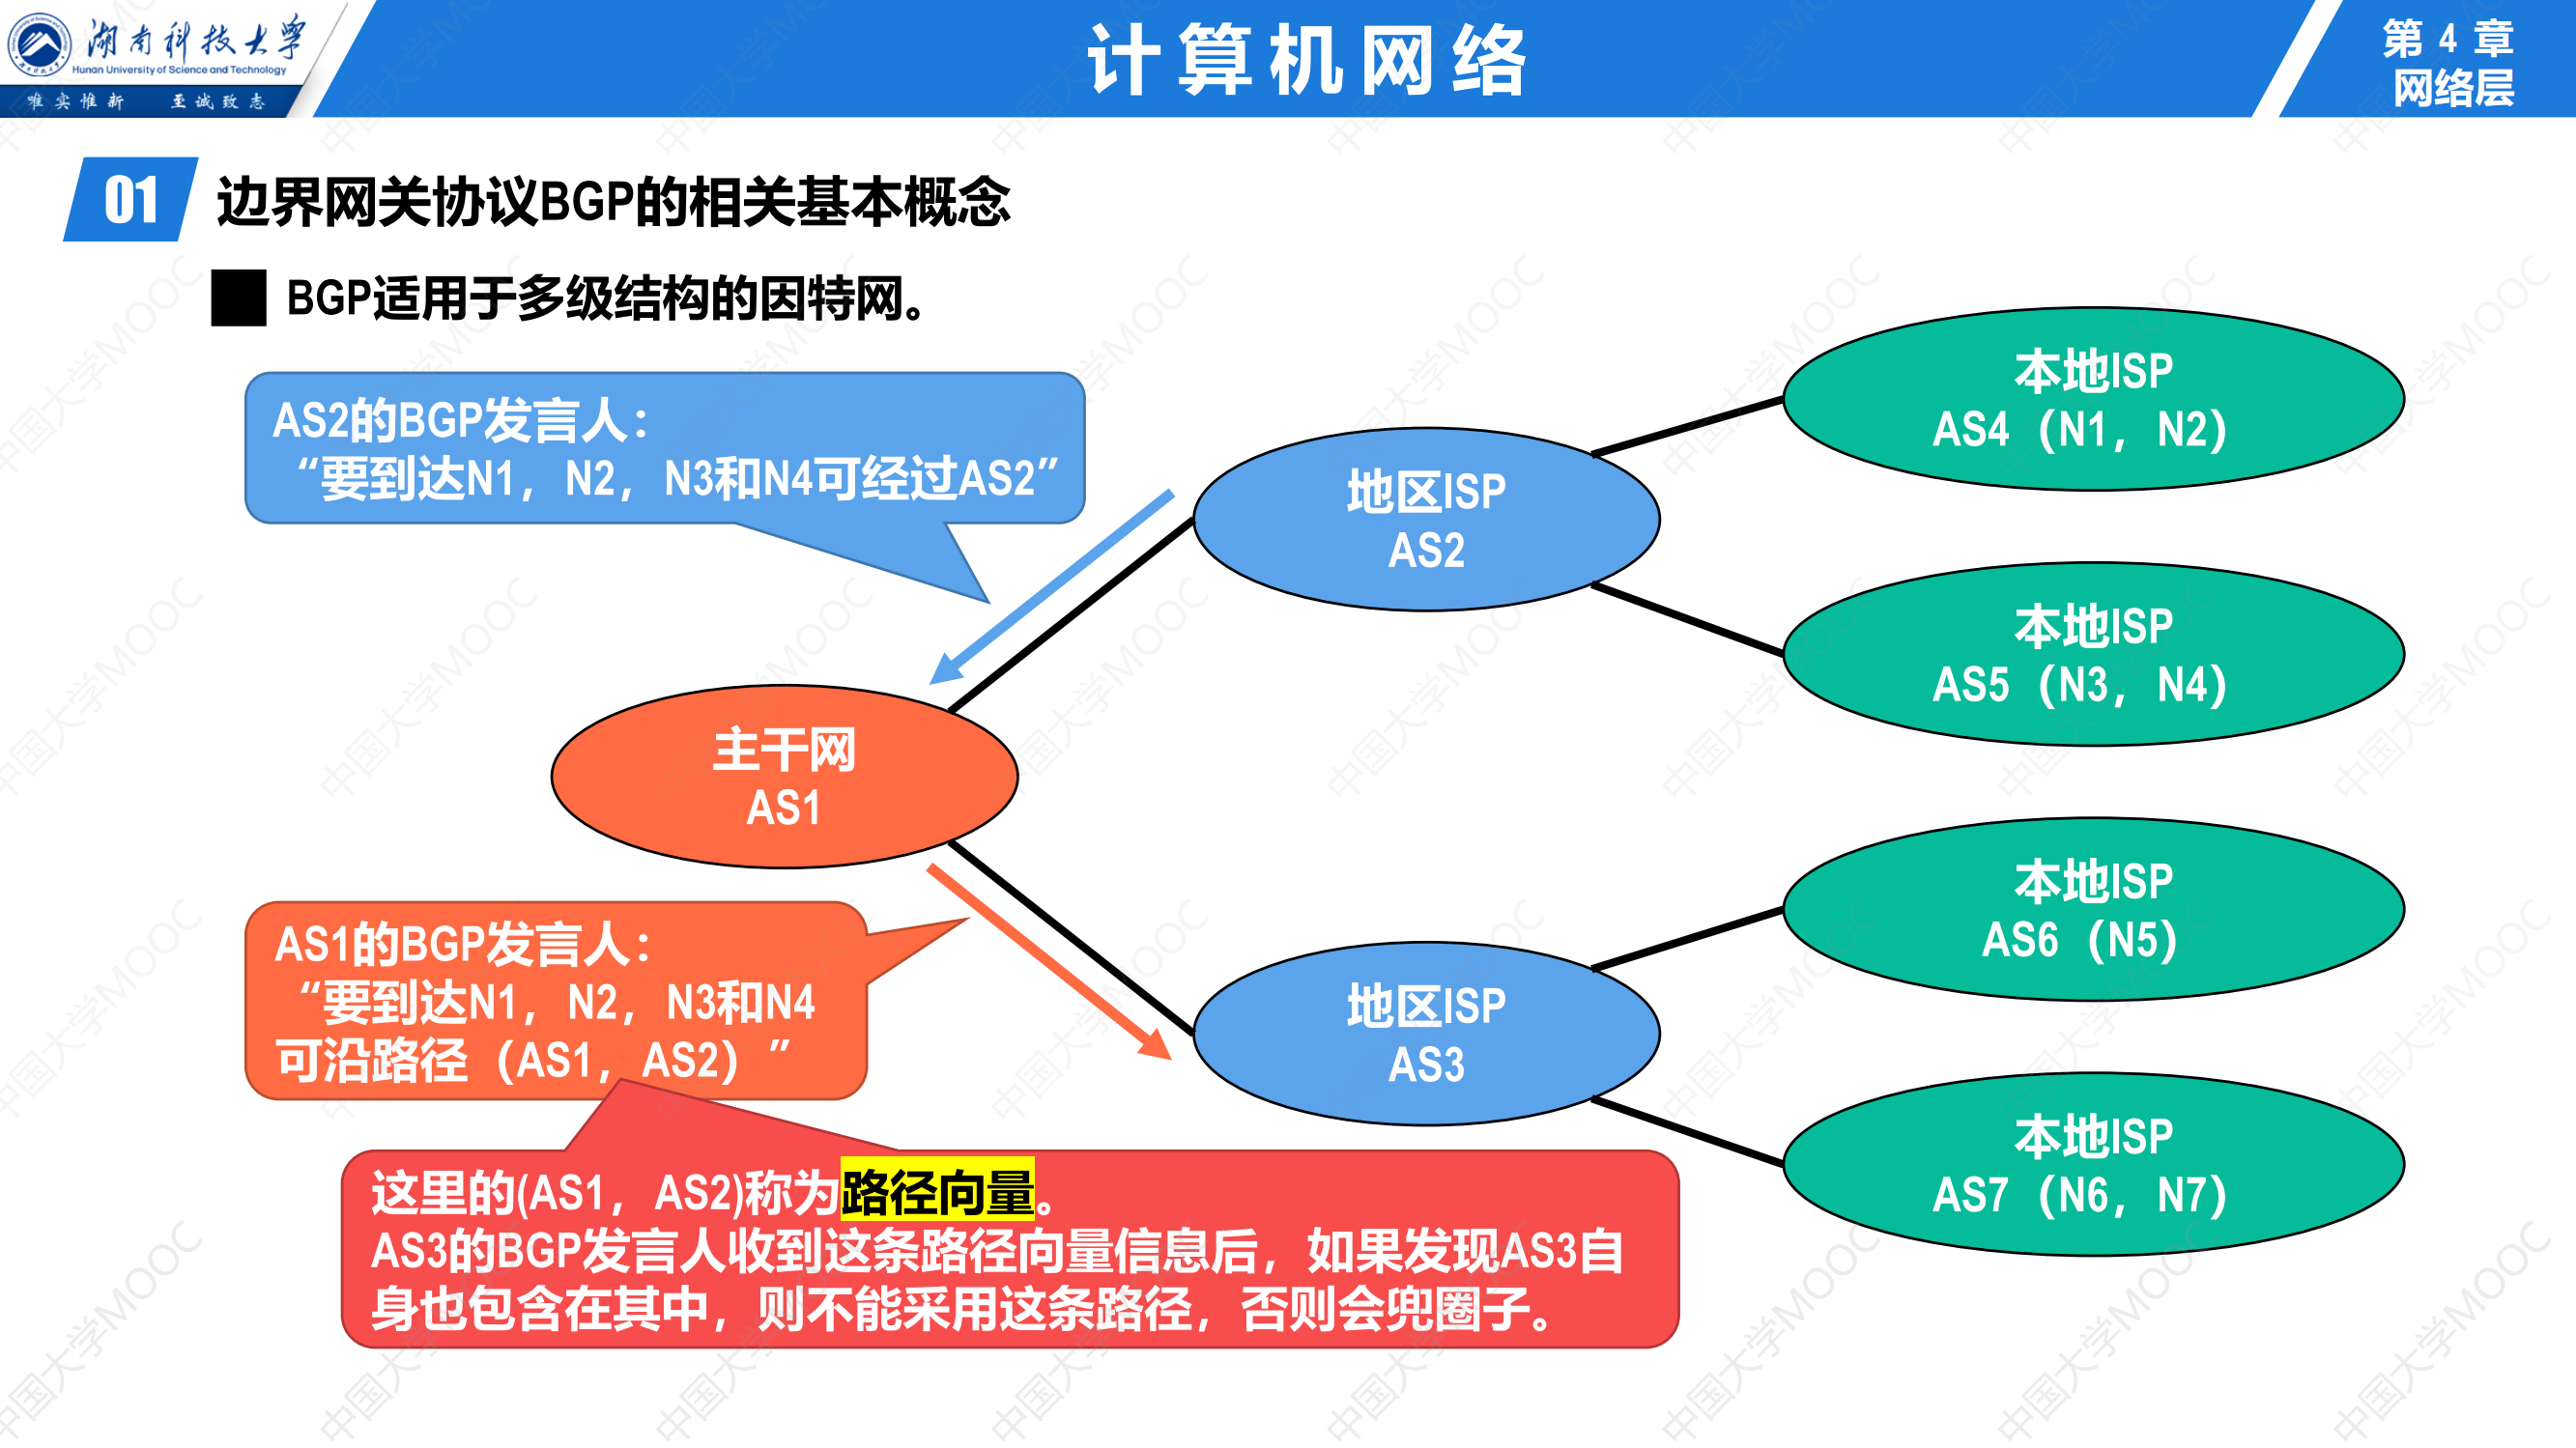 湖南科技大学
Hunan University of Science and Technology
唯实惟新 至诚致志
计算机网络
第 4 章
网络层
01
边界网关协议BGP的相关基本概念
BGP适用于多级结构的因特网。
AS2的BGP发言人：
“要到达N1，N2，N3和N4可经过AS2”
地区ISP
AS2
本地ISP
AS4（N1，N2）
本地ISP
AS5（N3，N4）
主干网
AS1
AS1的BGP发言人：
“要到达N1，N2，N3和N4
可沿路径（AS1，AS2）”
地区ISP
AS3
本地ISP
AS6（N5）
本地ISP
AS7（N6，N7）
这里的(AS1，AS2)称为路径向量。
AS3的BGP发言人收到这条路径向量信息后，如果发现AS3自
身也包含在其中，则不能采用这条路径，否则会兜圈子。
中国大学MOOC